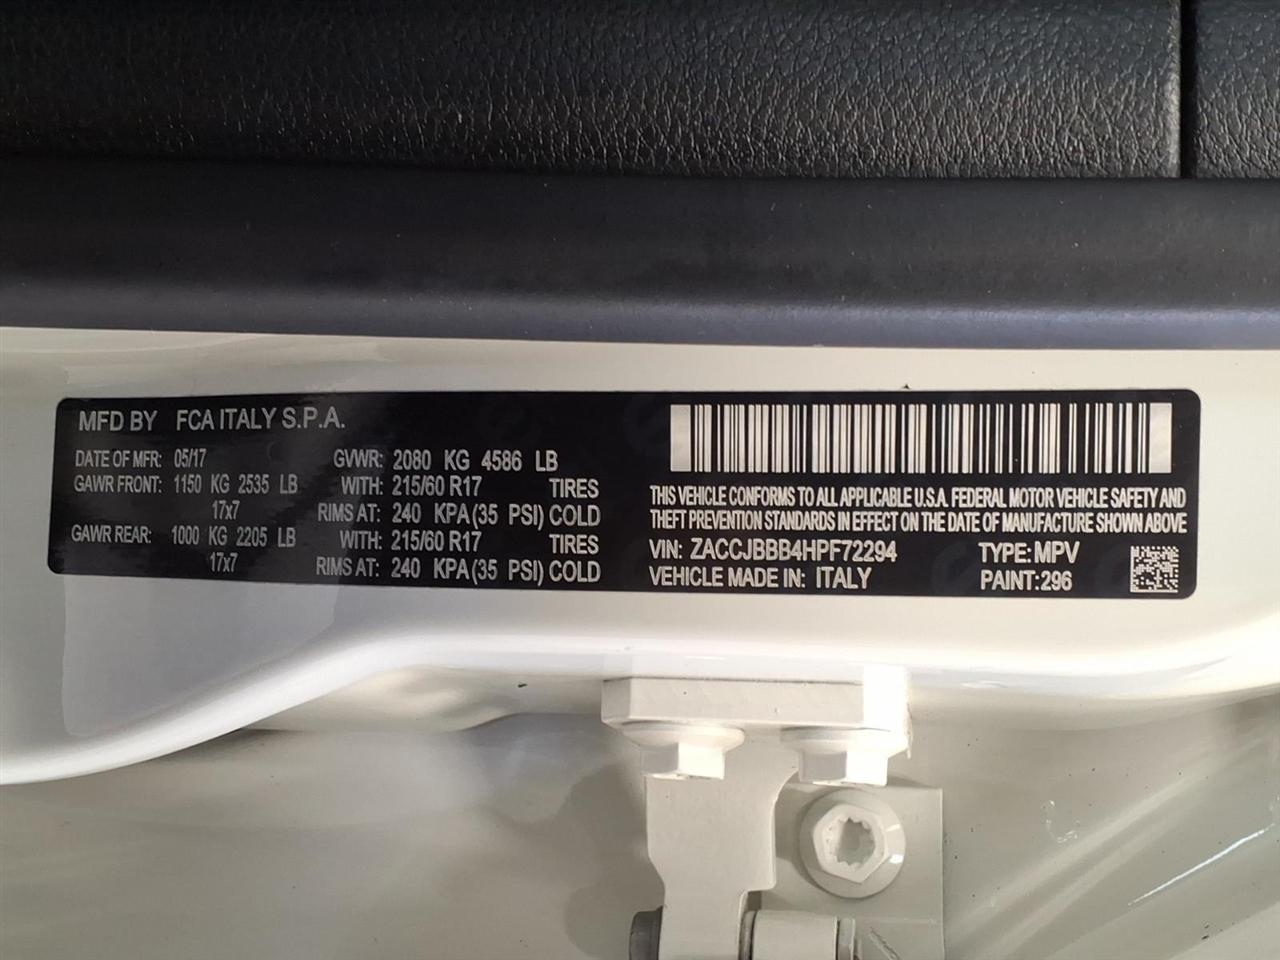 MFD BY FCA ITALY S.P.A.
DATE OF MFR: 05/17 GVWR: 2080 KG 4586 LB
GAWR FRONT: 1150 KG 2535 LB WITH: 215/60 R17 TIRES
17x7 RIMS AT: 240 KPA(35 PSI) COLD
GAWR REAR: 1000 KG 2205 LB WITH: 215/60 R17 TIRES
17x7 RIMS AT: 240 KPA(35 PSI) COLD
THIS VEHICLE CONFORMS TO ALL APPLICABLE U.S.A. FEDERAL MOTOR VEHICLE SAFETY AND
THEFT PREVENTION STANDARDS IN EFFECT ON THE DATE OF MANUFACTURE SHOWN ABOVE
VIN: ZACCJBBB4HPF72294 TYPE: MPV
VEHICLE MADE IN: ITALY PAINT: 296